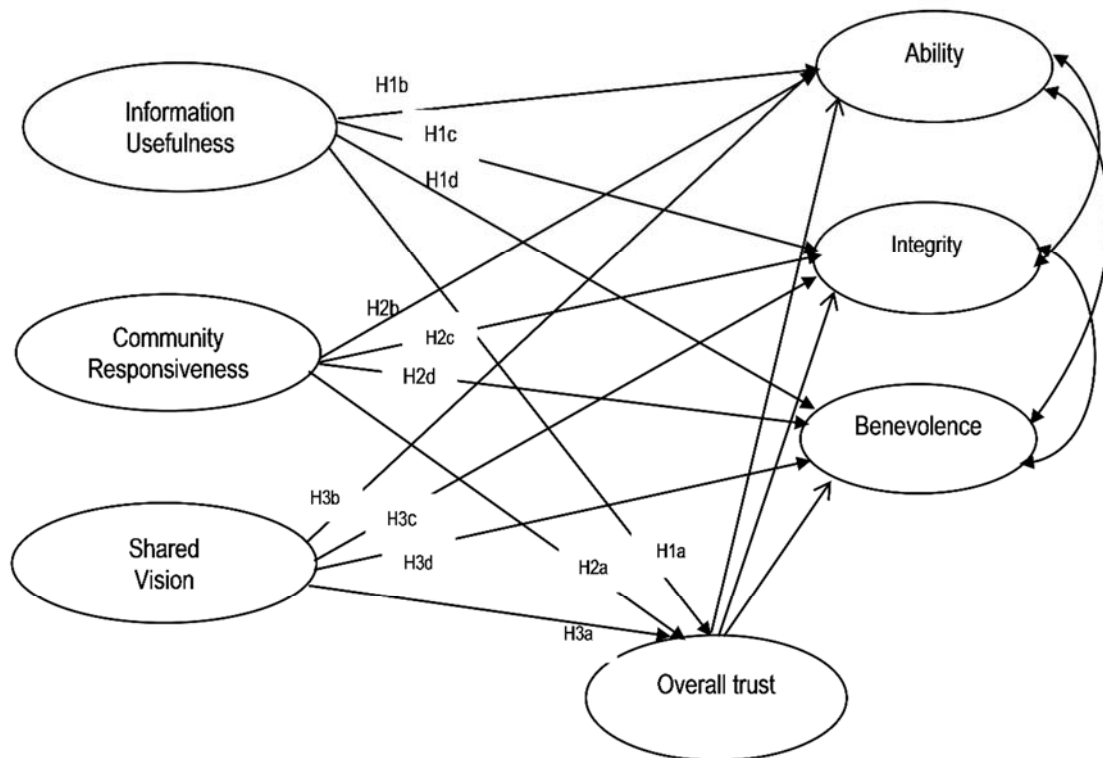 Ability
H1b
Information
Usefulness
H1c
H1d
Integrity
H2b
Community
Responsiveness
H2c
H2d
Benevolence
H3b
H3c
Shared
Vision
H3d
H1a
H2a
H3a
Overall trust